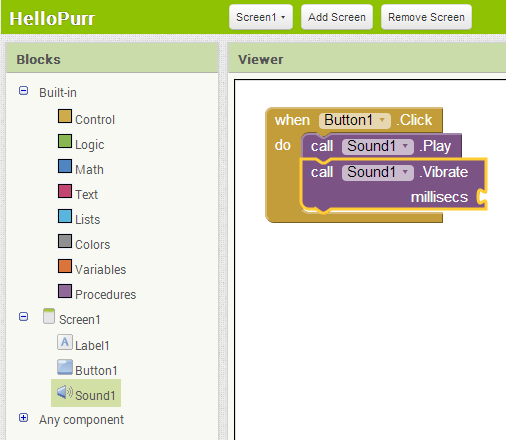 HelloPurr
Screen1 Add Screen Remove Screen
Blocks
Built-in
Control
Logic
Math
Text
Lists
Colors
Variables
Procedures
Screen1
A Label1
Button1
Sound1
Any component
Viewer
when Button1 .Click
do call Sound1 .Play
call Sound1 .Vibrate
millisecs